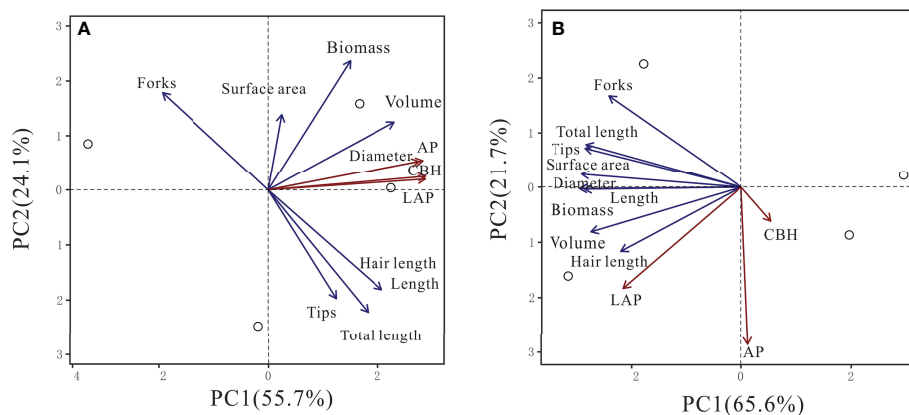 A
3
2
1
0
1
2
3
4
2
0
2
PC2(24.1%)
PC1(55.7%)
Biomass
Forks
Surface area
Volume
AP
Diameter
CBH
LAP
Hair length
Length
Tips
Total length
B
3
2
1
0
1
2
3
2
0
2
PC2(21.7%)
PC1(65.6%)
Forks
Total length
Tips
Surface area
Diameter
Length
Biomass
Volume
Hair length
LAP
CBH
AP